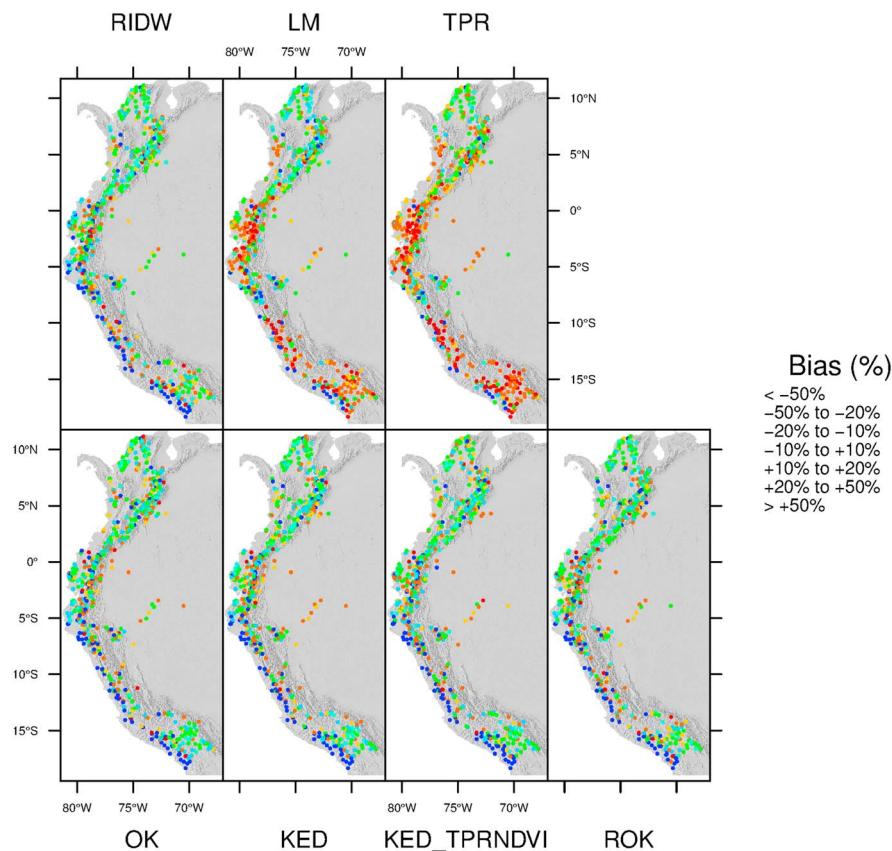 RIDW LM TPR
80°W 75°W 70°W
10°N
5°N
0°
5°S
10°S
15°S
Bias (%)
< −50%
−50% to −20%
−20% to −10%
−10% to +10%
+10% to +20%
+20% to +50%
> +50%
10°N
5°N
0°
5°S
10°S
15°S
80°W 75°W 70°W 80°W 75°W 70°W
OK KED KED_TPRNDVI ROK